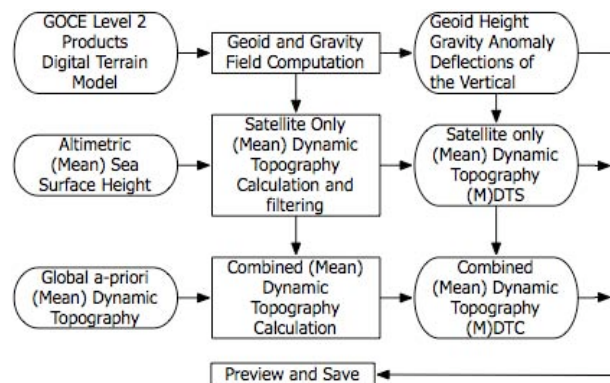 GOCE Level 2
Products
Digital Terrain
Model
Geoid and Gravity
Field Computation
Geoid Height
Gravity Anomaly
Deflections of
the Vertical
Altimetric
(Mean) Sea
Surface Height
Satellite Only
(Mean) Dynamic
Topography
Calculation and
filtering
Satellite only
(Mean) Dynamic
Topography
(M)DTS
Global a-priori
(Mean) Dynamic
Topography
Combined (Mean)
Dynamic
Topography
Calculation
Combined
(Mean) Dynamic
Topography
(M)DTC
Preview and Save